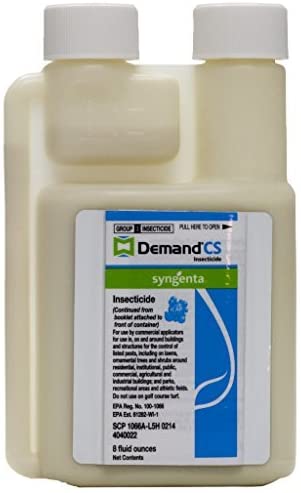 GROUP 3 INSECTICIDE
PULL HERE TO OPEN
Demand CS
Insecticide
syngenta
Insecticide
(Continued from
booklet attached to
front of container)
For use by commercial applicators
for use in, on and around buildings
and structures for the control of
listed pests, including on lawns,
ornamental trees and shrubs around
residential, institutional, public,
commercial, agricultural and
industrial buildings; and parks,
recreational areas and athletic fields.
Do not use on golf course turf.
EPA Reg. No. 100-1066
EPA Est. 61282-WI-1
SCP 1066A-L5H 0214
4040022
8 fluid ounces
Net Contents